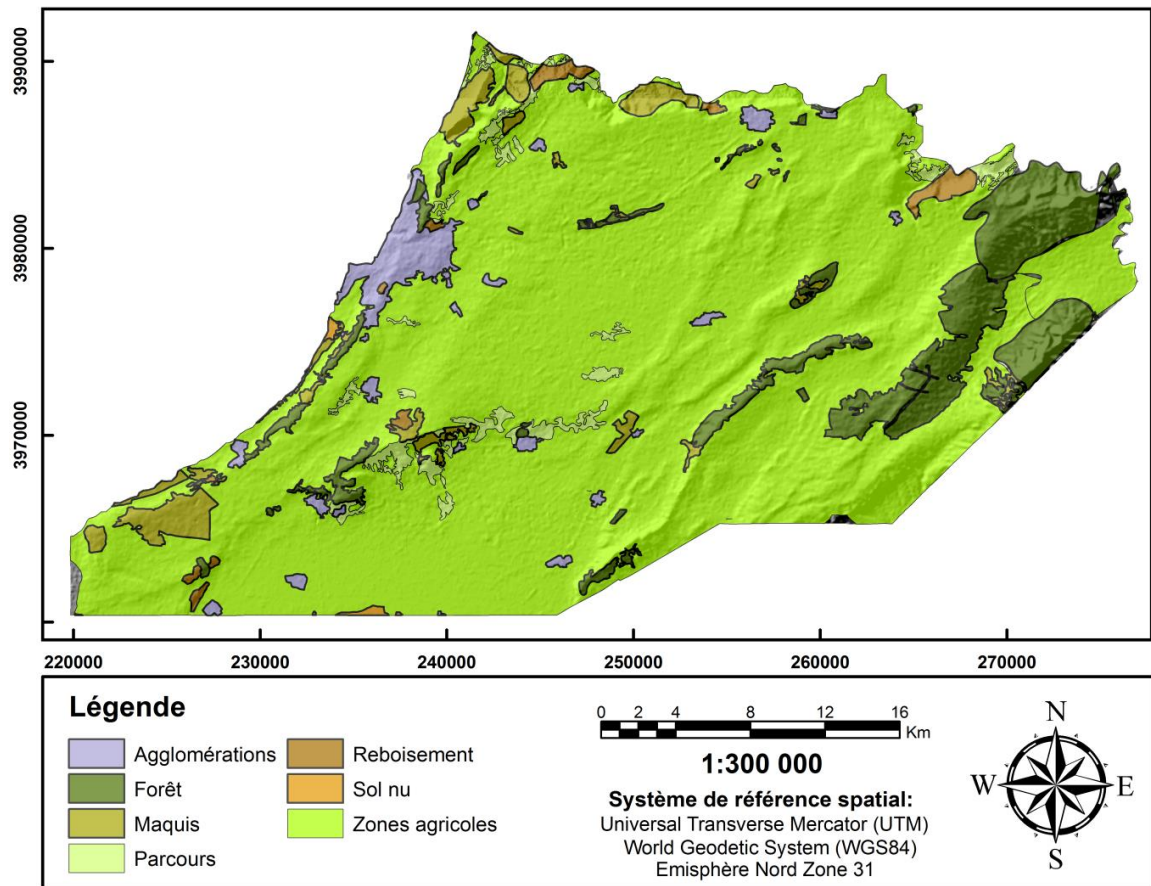 3990000
3980000
3970000
220000 230000 240000 250000 260000 270000
Légende
Agglomérations
Forêt
Maquis
Parcours
Reboisement
Sol nu
Zones agricoles
0 2 4 8 12 16
Km
1:300 000
Système de référence spatial:
Universal Transverse Mercator (UTM)
World Geodetic System (WGS84)
Emisphère Nord Zone 31
N
W E
S